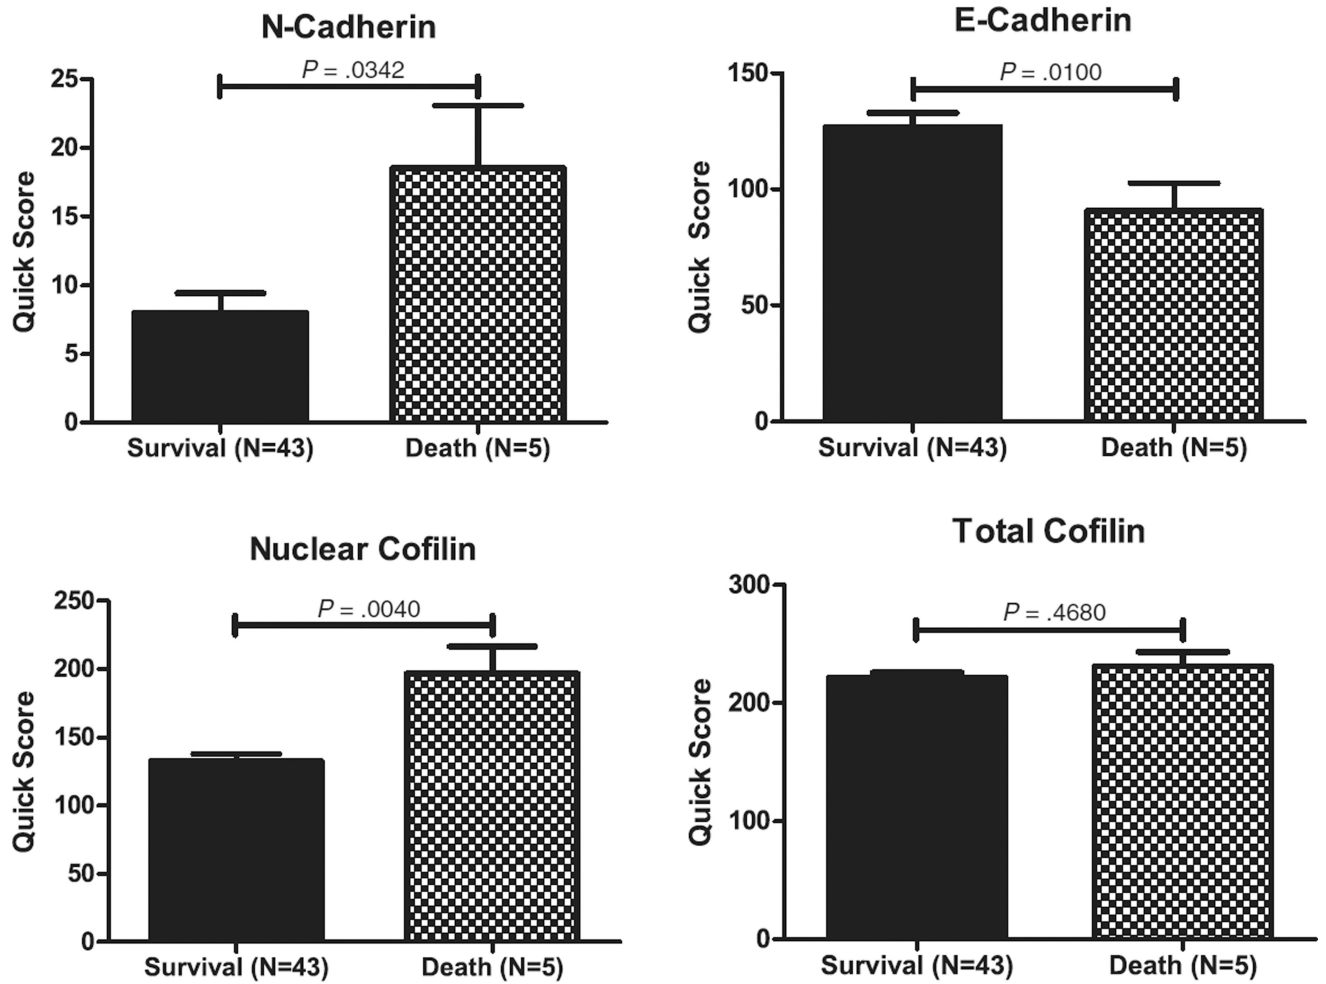 N-Cadherin
P = .0342
25
20
15
10
5
0
Quick Score
Survival (N=43)
Death (N=5)
E-Cadherin
P = .0100
150
100
50
0
Quick Score
Survival (N=43)
Death (N=5)
Nuclear Cofilin
P = .0040
250
200
150
100
50
0
Quick Score
Survival (N=43)
Death (N=5)
Total Cofilin
P = .4680
300
200
100
0
Quick Score
Survival (N=43)
Death (N=5)